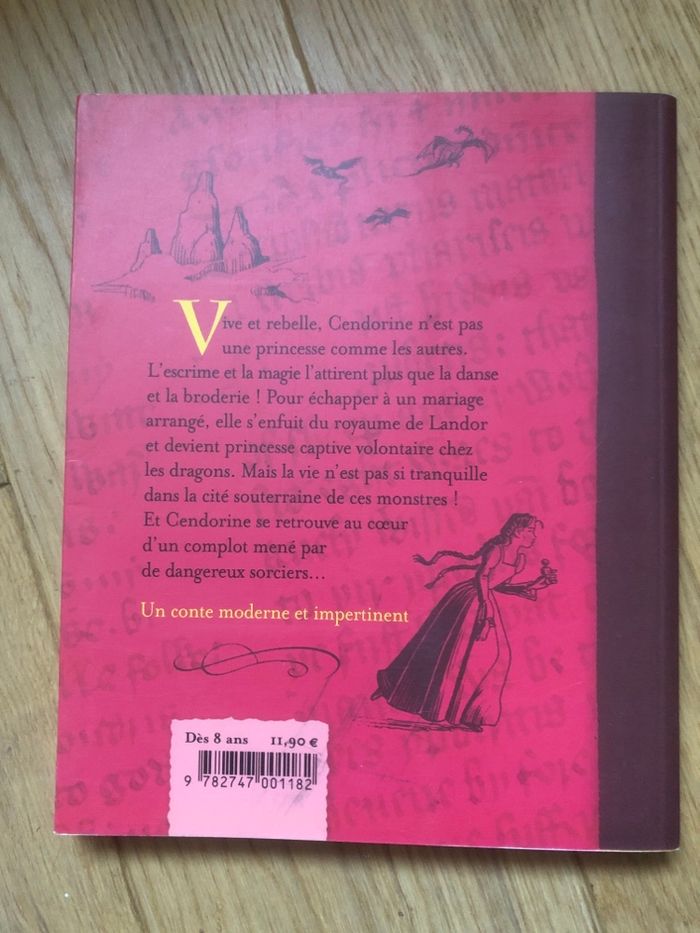 Vive et rebelle, Cendorine n'est pas
une princesse comme les autres.
L'escrime et la magie l'attirent plus que la danse
et la broderie ! Pour échapper à un mariage
arrangé, elle s'enfuit du royaume de Landor
et devient princesse captive volontaire chez
les dragons. Mais la vie n'est pas si tranquille
dans la cité souterraine de ces monstres !
Et Cendorine se retrouve au cœur
d'un complot mené par
de dangereux sorciers…
Un conte moderne et impertinent
Dès 8 ans 11,90 €
9 782747 001182